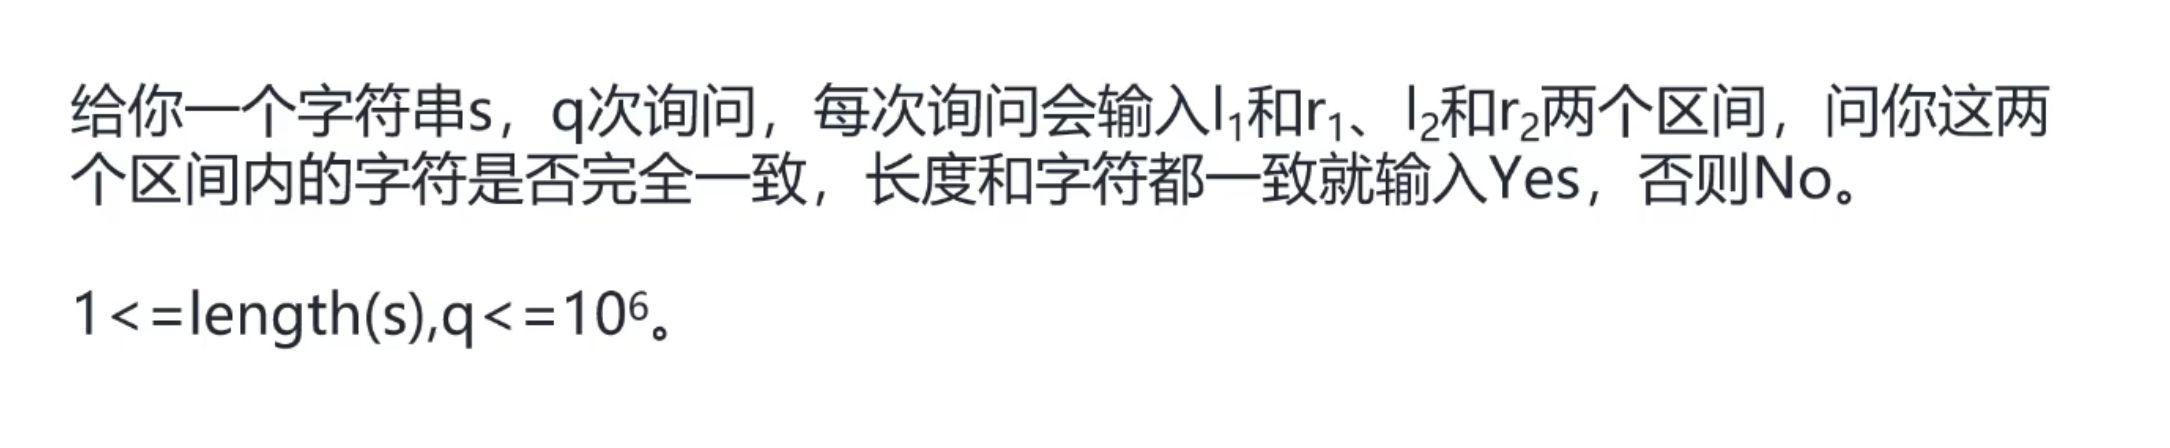 给你一个字符串s，q次询问，每次询问会输入l₁和r₁、l₂和r₂两个区间，问你这两
个区间内的字符是否完全一致，长度和字符都一致就输入Yes，否则No。
1<=length(s),q<=10⁶。